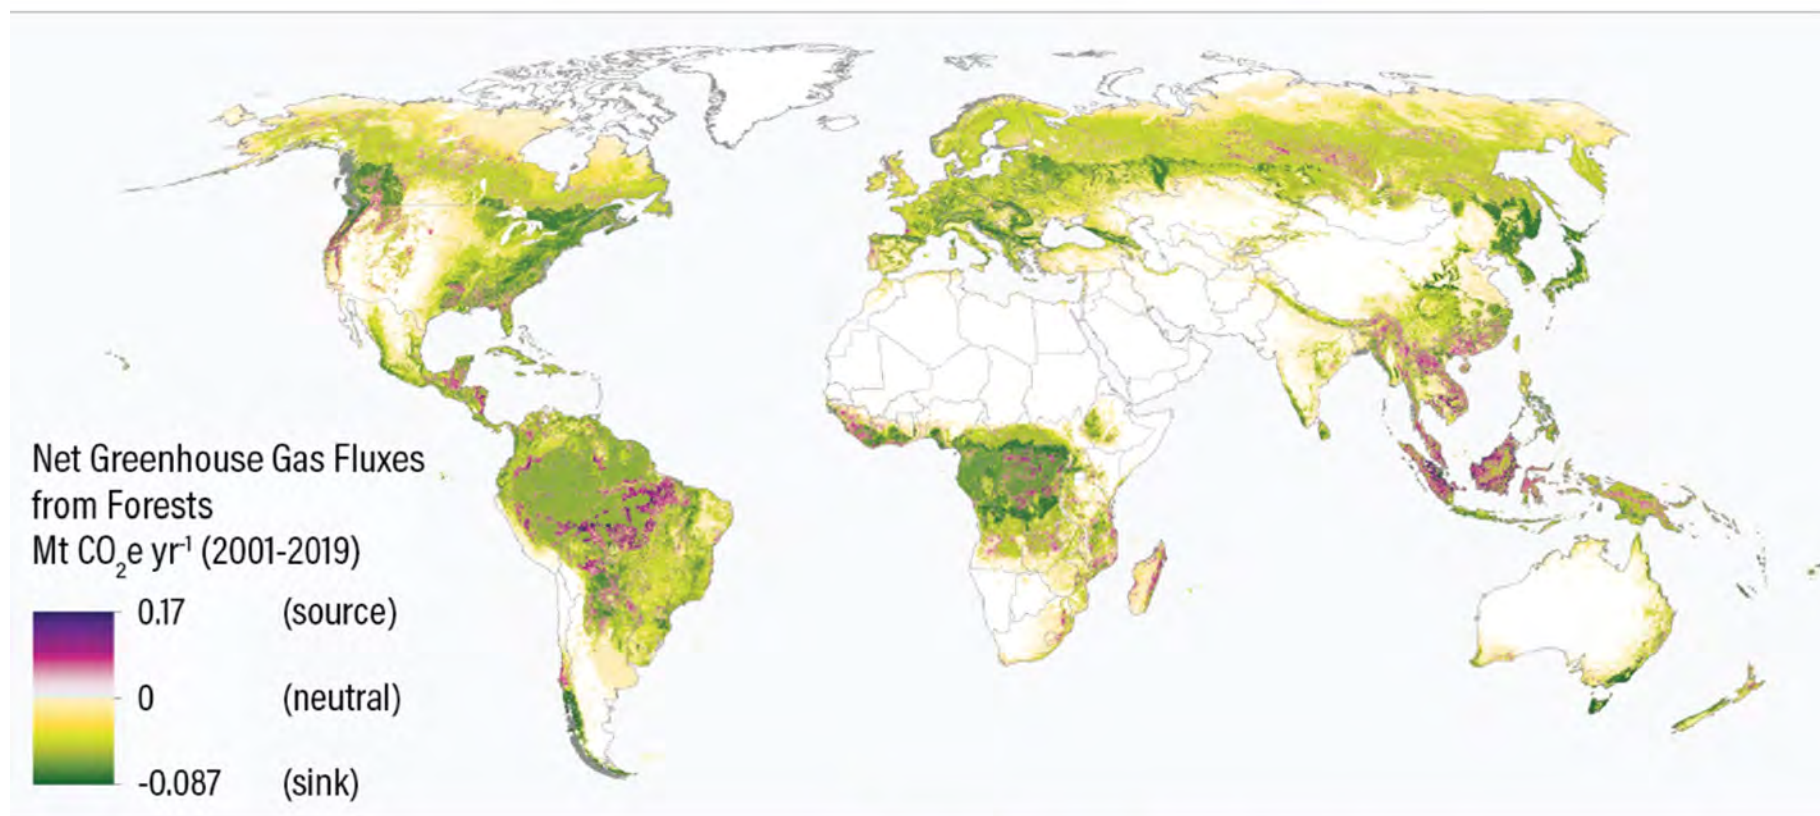 Net Greenhouse Gas Fluxes
from Forests
Mt CO₂e yr⁻¹ (2001-2019)
0.17 (source)
0 (neutral)
-0.087 (sink)